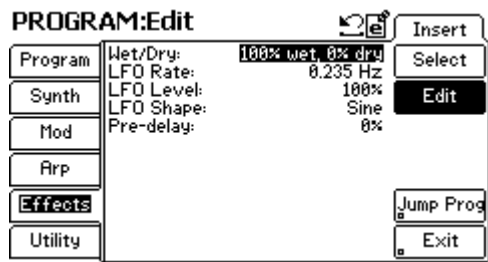 PROGRAM:Edit
e
Insert
Program
Synth
Mod
Arp
Effects
Utility
Wet/Dry: 100% wet, 0% dry
LFO Rate: 0.235 Hz
LFO Level: 100%
LFO Shape: Sine
Pre-delay: 0%
Select
Edit
Jump Prog
Exit